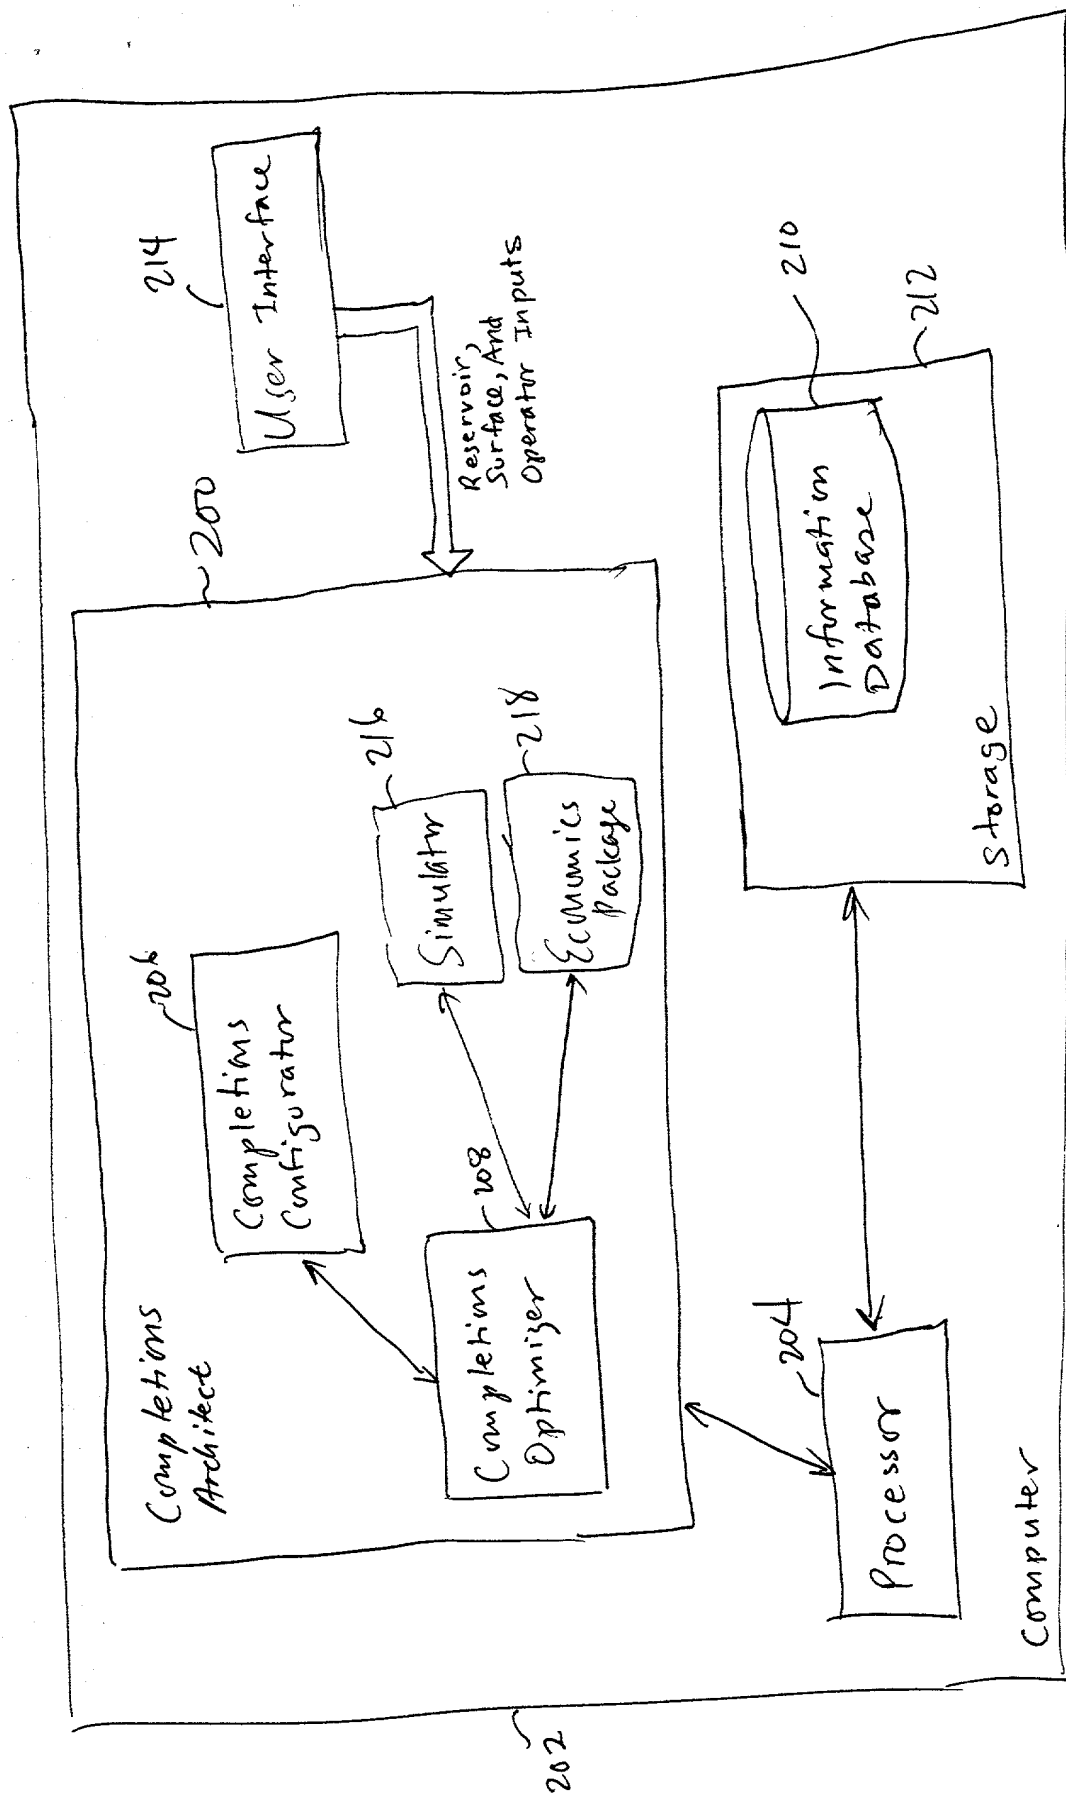 202
Completions
Architect
200
206
Completions
Configurator
214
User Interface
Reservoir,
Surface, And
Operator Inputs
208
Completions
Optimizer
216
Simulator
218
Economics
Package
204
Processor
210
Information
Database
212
Storage
Computer